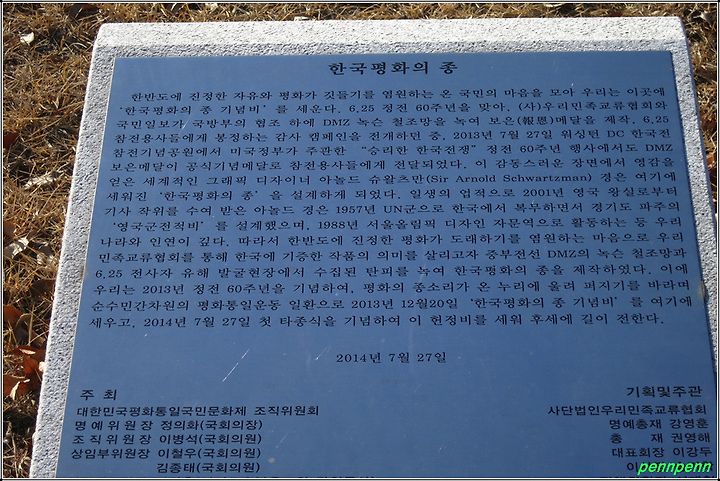 한국평화의 종
한반도에 진정한 자유와 평화가 깃들기를 염원하는 온 국민의 마음을 모아 우리는 이곳에
‘한국평화의 종 기념비’를 세운다. 6.25 정전 60주년을 맞아, (사)우리민족교류협회와
국민일보가 국방부의 협조 하에 DMZ 녹슨 철조망을 녹여 보은(報恩)메달을 제작, 6.25
참전용사들에게 봉정하는 감사 캠페인을 전개하던 중, 2013년 7월 27일 워싱턴 DC 한국전
참전기념공원에서 미국정부가 주관한 “승리한 한국전쟁” 정전 60주년 행사에서도 DMZ
보은메달이 공식기념메달로 참전용사들에게 전달되었다. 이 감동스러운 장면에서 영감을
얻은 세계적인 그래픽 디자이너 아놀드 슈왈츠만(Sir Arnold Schwartzman) 경은 여기에
세워진 ‘한국평화의 종’을 설계하게 되었다. 일생의 업적으로 2001년 영국 왕실로부터
기사 작위를 수여 받은 아놀드 경은 1957년 UN군으로 한국에서 복무하면서 경기도 파주의
‘영국군전적비’를 설계했으며, 1988년 서울올림픽 디자인 자문역으로 활동하는 등 우리
나라와 인연이 깊다. 따라서 한반도에 진정한 평화가 도래하기를 염원하는 마음으로 우리
민족교류협회를 통해 한국에 기증한 작품의 의미를 살리고자 중부전선 DMZ의 녹슨 철조망과
6.25 전사자 유해 발굴현장에서 수집된 탄피를 녹여 한국평화의 종을 제작하였다. 이에
우리는 2013년 정전 60주년을 기념하여, 평화의 종소리가 온 누리에 울려 퍼지기를 바라며
순수민간차원의 평화통일운동 일환으로 2013년 12월20일 ‘한국평화의 종 기념비’를 여기에
세우고, 2014년 7월 27일 첫 타종식을 기념하여 이 헌정비를 세워 후세에 길이 전한다.
2014년 7월 27일
주 최
대한민국평화통일국민문화제 조직위원회
명예위원장 정의화(국회의장)
조직위원장 이병석(국회의원)
상임부위원장 이철우(국회의원)
김종태(국회의원)
기획및주관
사단법인우리민족교류협회
명예총재 강영훈
총 재 권영해
대표회장 이강두
pennpenn